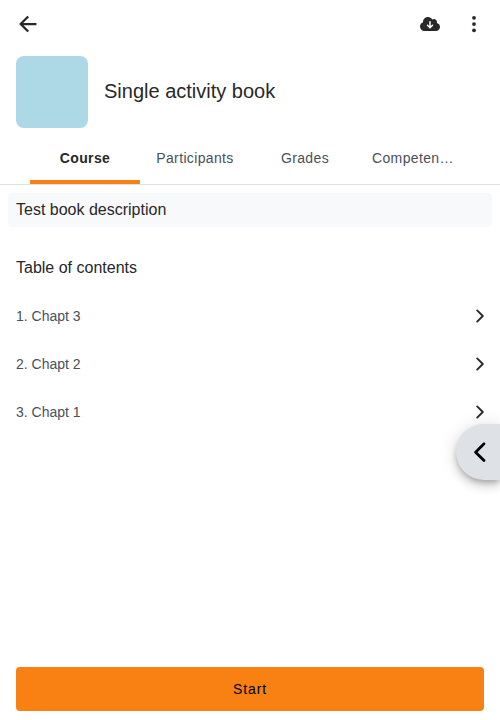 Single activity book
Course
Participants
Grades
Competen…
Test book description
Table of contents
1. Chapt 3
2. Chapt 2
3. Chapt 1
Start